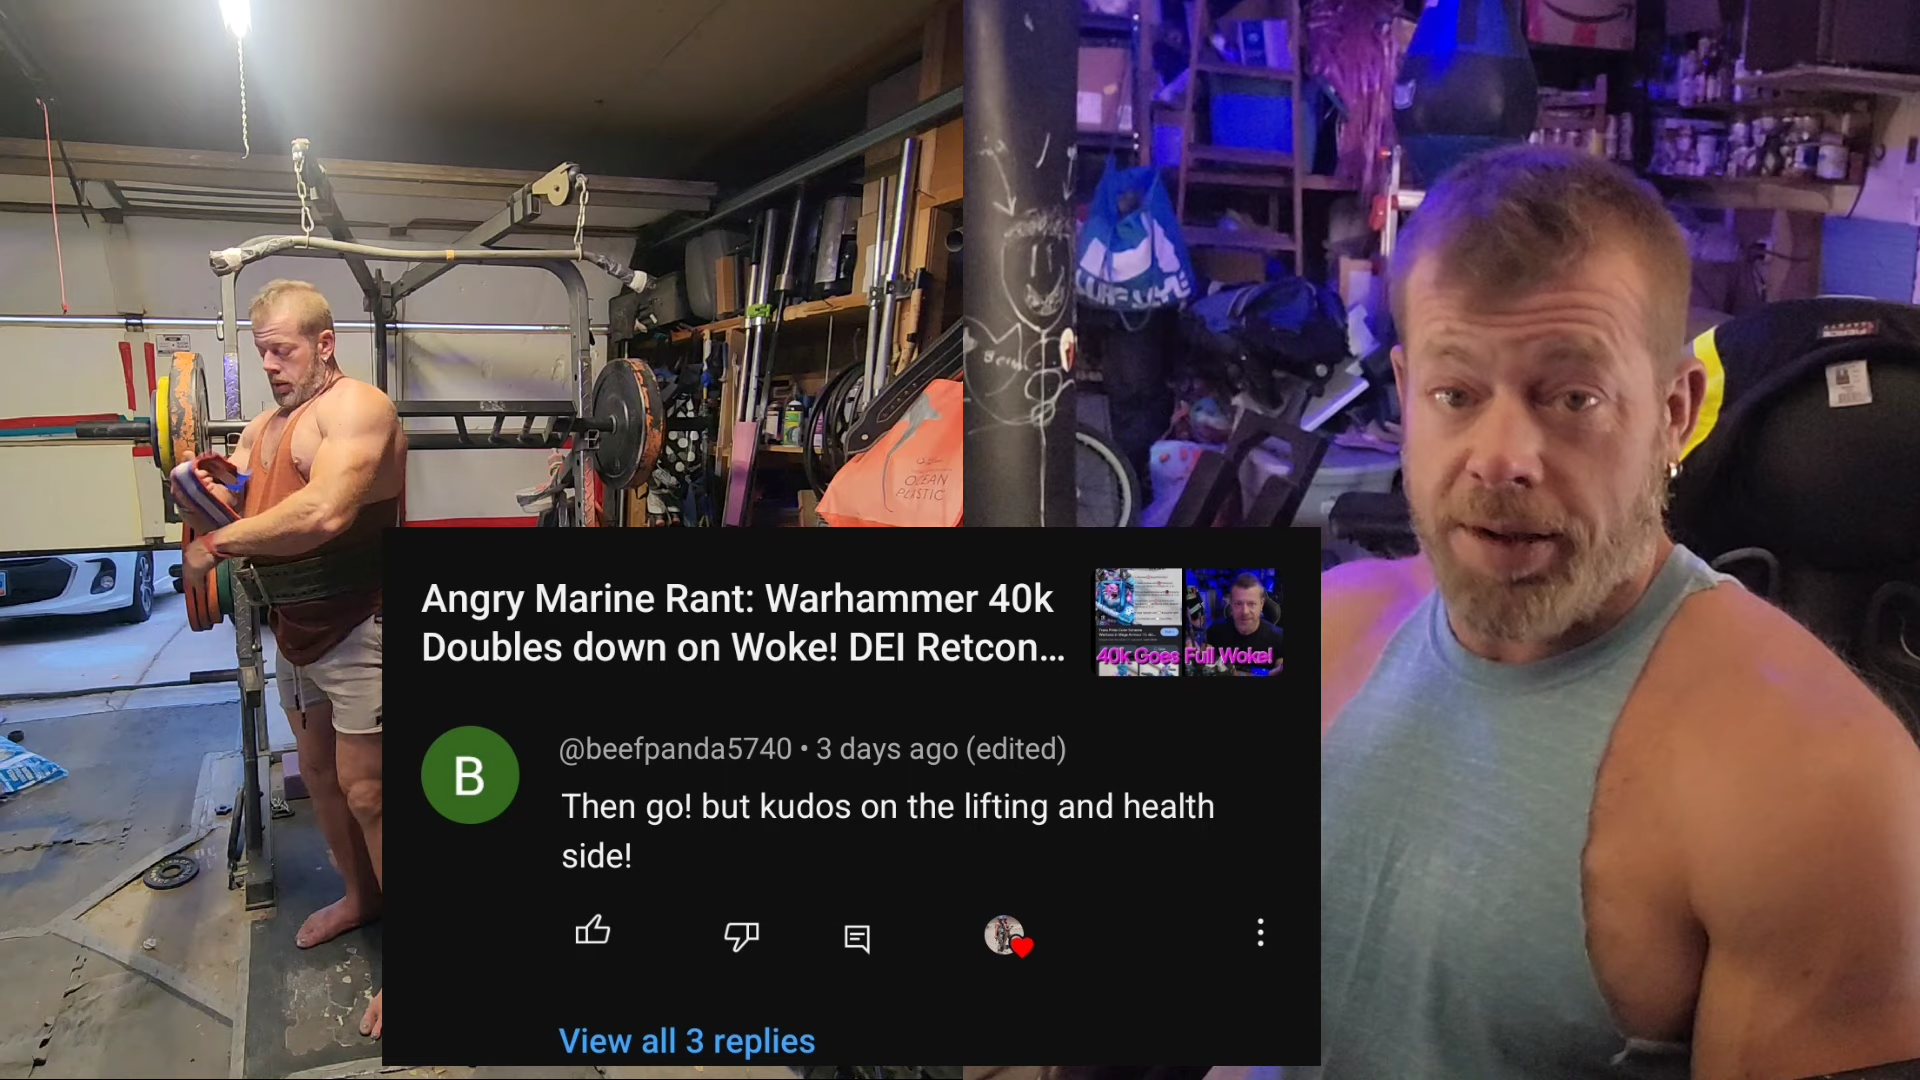 OCEAN
PLASTIC
Angry Marine Rant: Warhammer 40k
Doubles down on Woke! DEI Retcon...
40k Goes Full Woke!
B
@beefpanda5740 • 3 days ago (edited)
Then go! but kudos on the lifting and health
side!
View all 3 replies